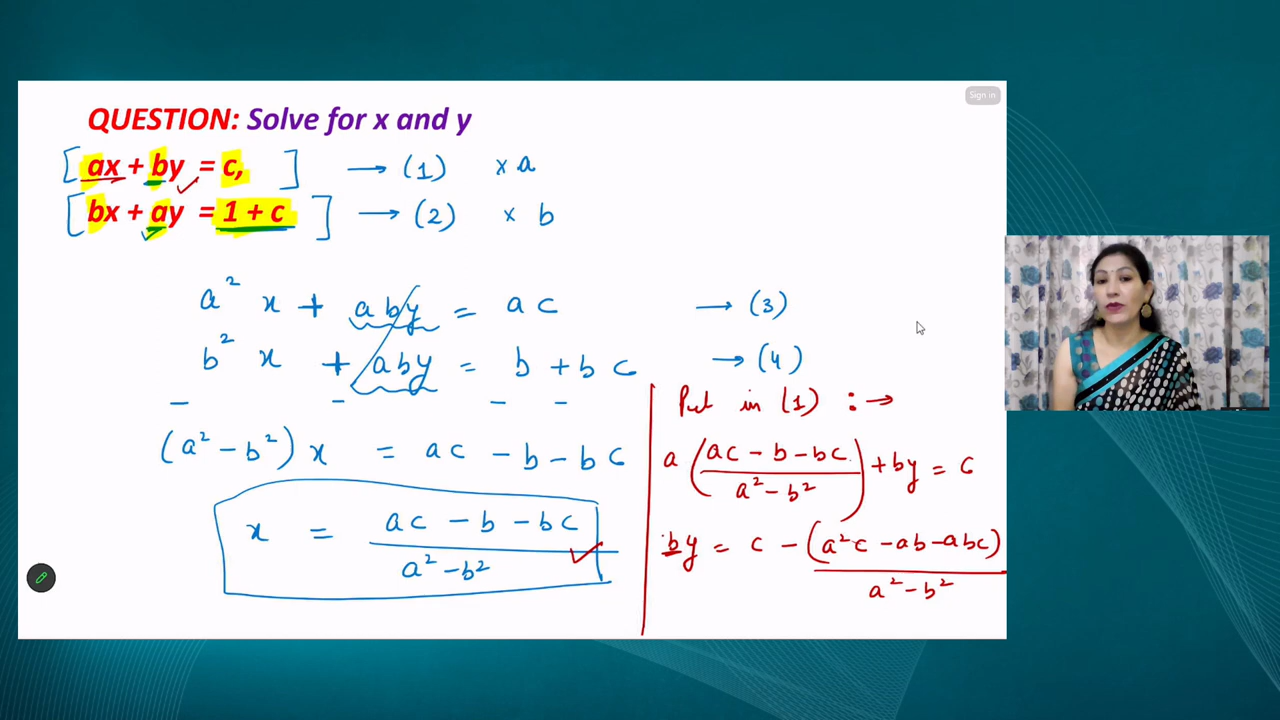 Sign in
QUESTION: Solve for x and y
[ ax + by = c, ] → (1) × a
[ bx + ay = 1 + c ] → (2) × b
a² x + aby = ac → (3)
b² x + aby = b + bc → (4)
− − − −
(a² − b²) x = ac − b − bc
x = (ac − b − bc) / (a² − b²)
Put in (1) : →
a ((ac − b − bc) / (a² − b²)) + by = c
by = c − (a²c − ab − abc) / (a² − b²)